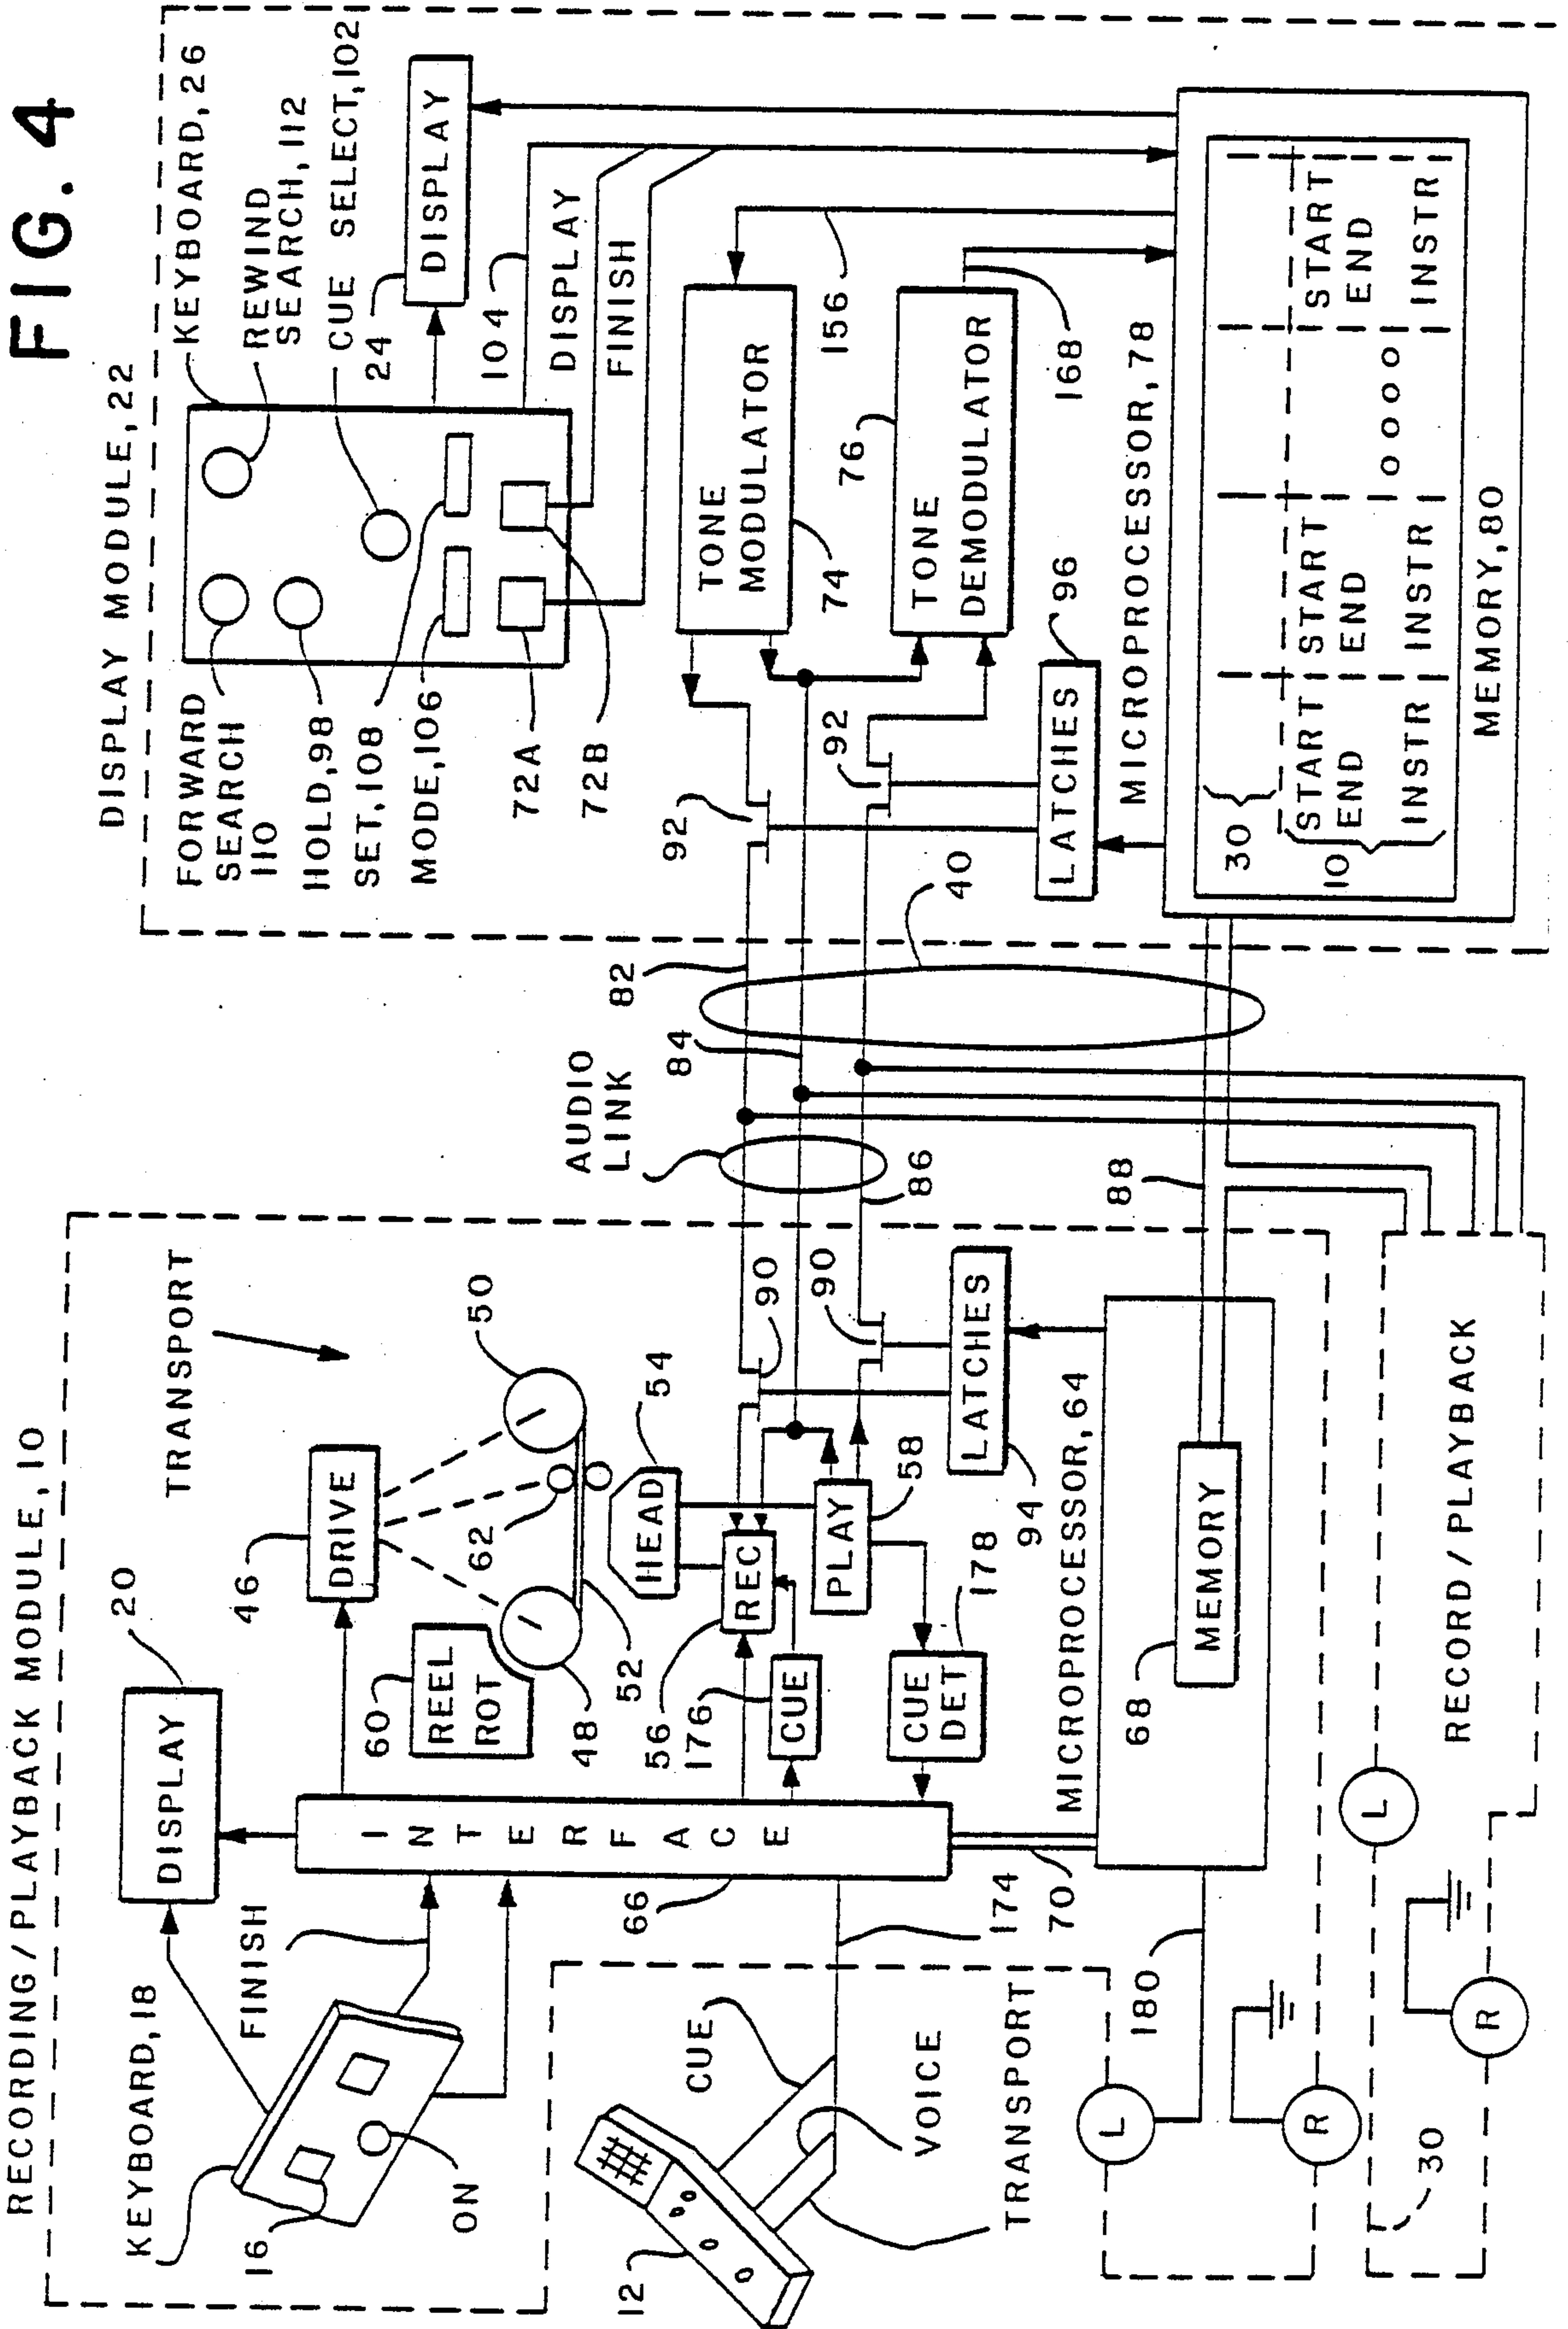 FIG. 4
RECORDING/PLAYBACK MODULE, 10
KEYBOARD, 18
16
ON
FINISH
DISPLAY
20
46
DRIVE
TRANSPORT
50
60
REEL
ROT
48
52
62
HEAD
54
56
REC
176
CUE
PLAY
58
CUE
DET
178
INTERFACE
66
174
70
12
CUE
VOICE
TRANSPORT
90
90
LATCHES
94
MICROPROCESSOR, 64
68
MEMORY
180
L
R
AUDIO
LINK
82
84
86
88
40
DISPLAY MODULE, 22
FORWARD
SEARCH
110
HOLD, 98
SET, 108
MODE, 106
72A
72B
KEYBOARD, 26
REWIND
SEARCH, 112
CUE SELECT, 102
24
DISPLAY
104
DISPLAY
FINISH
92
92
TONE
MODULATOR
74
76
TONE
DEMODULATOR
156
168
LATCHES
96
MICROPROCESSOR, 78
30
10
START
END
INSTR
START
END
INSTR
oooo
START
END
INSTR
MEMORY, 80
RECORD/PLAYBACK
L
R
30